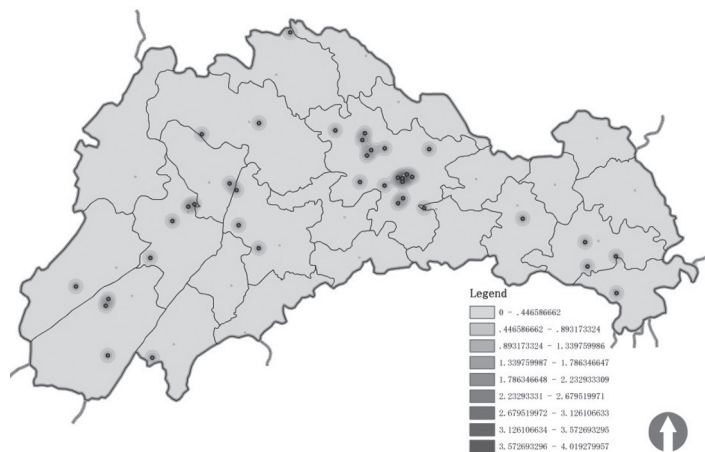 Legend
0 - .446586662
.446586662 - .893173324
.893173324 - 1.339759986
1.339759987 - 1.786346647
1.786346648 - 2.232933309
2.23293331 - 2.679519971
2.679519972 - 3.126106633
3.126106634 - 3.572693295
3.572693296 - 4.019279957